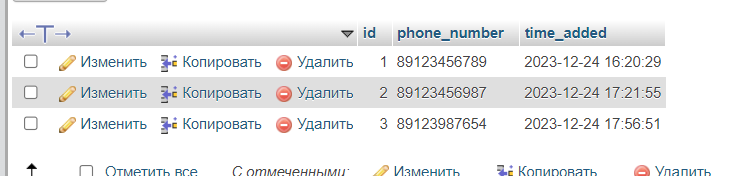 id phone_number time_added
Изменить Копировать Удалить 1 89123456789 2023-12-24 16:20:29
Изменить Копировать Удалить 2 89123456987 2023-12-24 17:21:55
Изменить Копировать Удалить 3 89123987654 2023-12-24 17:56:51
Отметить все С отмеченными: Изменить Копировать Удалить